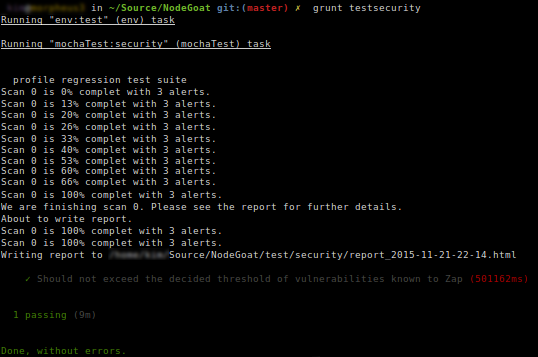 in ~/Source/NodeGoat git:(master) ✗ grunt testsecurity
Running "env:test" (env) task
Running "mochaTest:security" (mochaTest) task
profile regression test suite
Scan 0 is 0% complet with 3 alerts.
Scan 0 is 13% complet with 3 alerts.
Scan 0 is 20% complet with 3 alerts.
Scan 0 is 26% complet with 3 alerts.
Scan 0 is 33% complet with 3 alerts.
Scan 0 is 40% complet with 3 alerts.
Scan 0 is 53% complet with 3 alerts.
Scan 0 is 60% complet with 3 alerts.
Scan 0 is 66% complet with 3 alerts.
Scan 0 is 100% complet with 3 alerts.
We are finishing scan 0. Please see the report for further details.
About to write report.
Scan 0 is 100% complet with 3 alerts.
Scan 0 is 100% complet with 3 alerts.
Writing report to Source/NodeGoat/test/security/report_2015-11-21-22-14.html
✓ Should not exceed the decided threshold of vulnerabilities known to Zap (501162ms)
1 passing (9m)
Done, without errors.